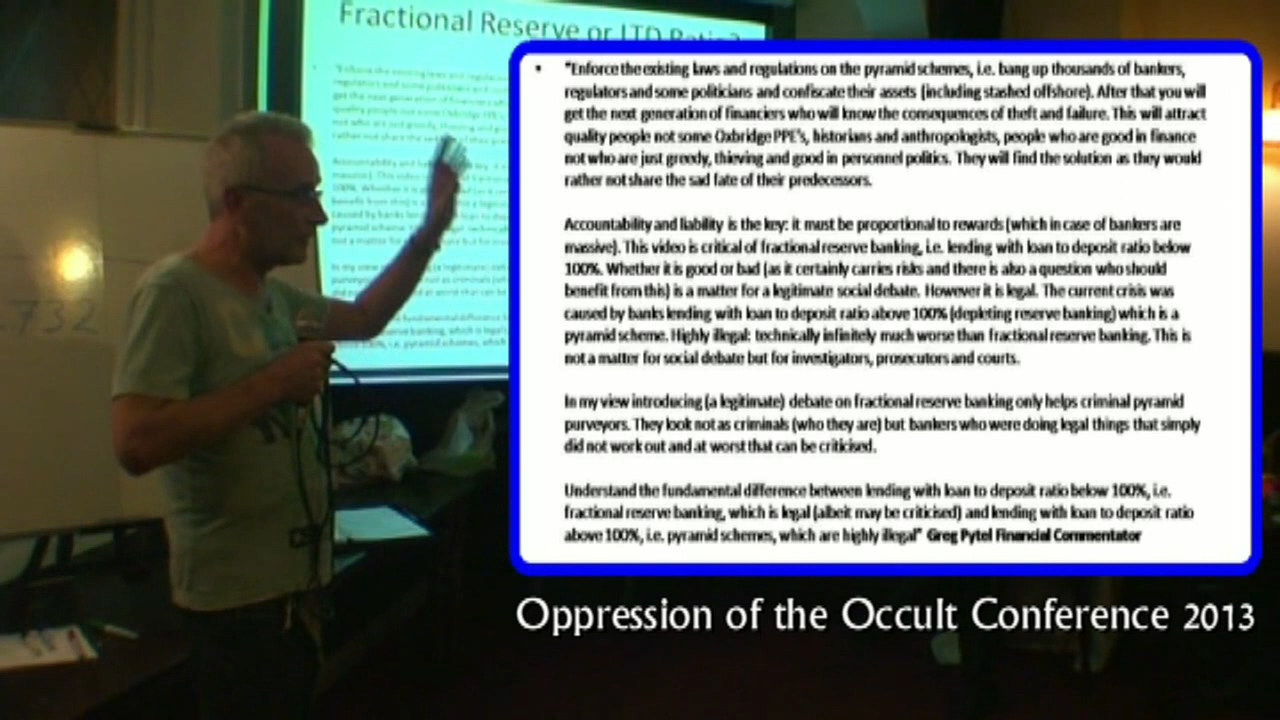 Fractional Reserve or LTD Ratio?
• "Enforce the existing laws and regulations on the pyramid schemes, i.e. bang up thousands of bankers,
regulators and some politicians and confiscate their assets (including stashed offshore). After that you will
get the next generation of financiers who will know the consequences of theft and failure. This will attract
quality people not some Oxbridge PPE's, historians and anthropologists, people who are good in finance
not who are just greedy, thieving and good in personnel politics. They will find the solution as they would
rather not share the sad fate of their predecessors.
Accountability and liability is the key: it must be proportional to rewards (which in case of bankers are
massive). This video is critical of fractional reserve banking, i.e. lending with loan to deposit ratio below
100%. Whether it is good or bad (as it certainly carries risks and there is also a question who should
benefit from this) is a matter for a legitimate social debate. However it is legal. The current crisis was
caused by banks lending with loan to deposit ratio above 100% (depleting reserve banking) which is a
pyramid scheme. Highly illegal: technically infinitely much worse than fractional reserve banking. This is
not a matter for social debate but for investigators, prosecutors and courts.
In my view introducing (a legitimate) debate on fractional reserve banking only helps criminal pyramid
purveyors. They look not as criminals (who they are) but bankers who were doing legal things that simply
did not work out and at worst that can be criticised.
Understand the fundamental difference between lending with loan to deposit ratio below 100%, i.e.
fractional reserve banking, which is legal (albeit may be criticised) and lending with loan to deposit ratio
above 100%, i.e. pyramid schemes, which are highly illegal" Greg Pytel Financial Commentator
Oppression of the Occult Conference 2013
732